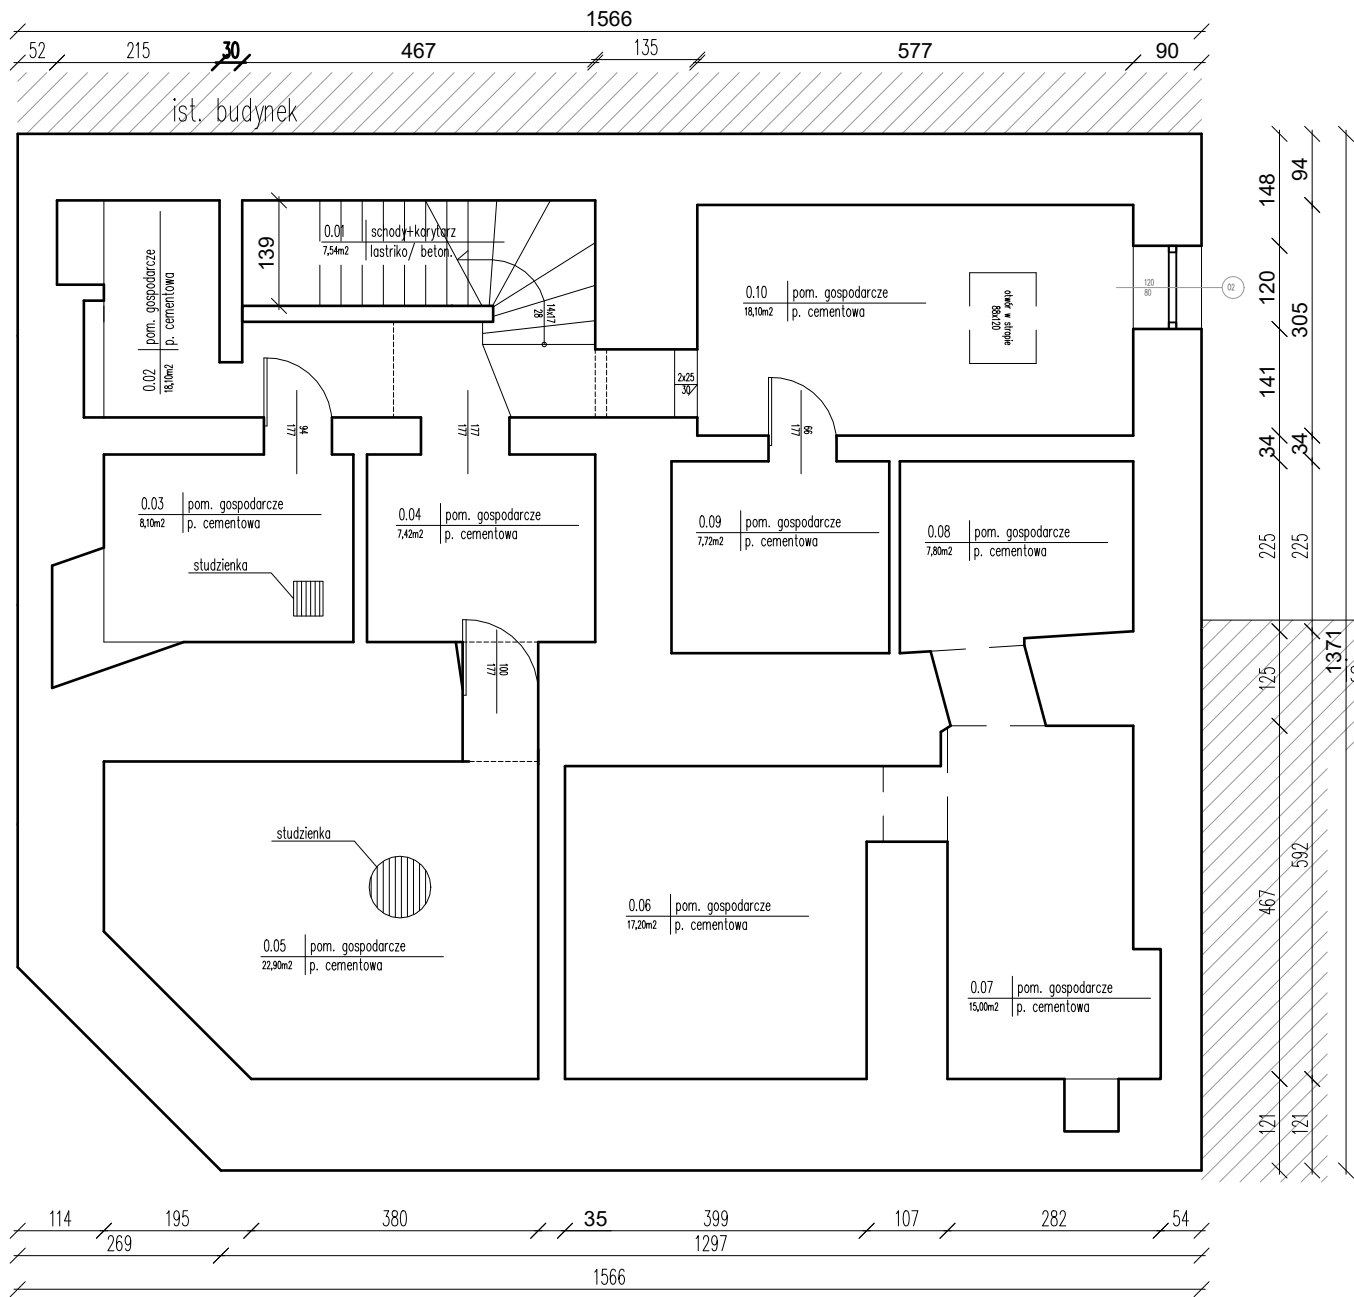 1566
52 215 30 467 135 577 90
ist. budynek
0.01 schody+korytarz
7,54m2 lastriko/ beton.
139
14x17
28
0.02 pom. gospodarcze
18,10m2 p. cementowa
0.10 pom. gospodarcze
18,10m2 p. cementowa
otwór w stropie
88x120
120
80
02
2x25
30
94
177
177
177
66
177
0.03 pom. gospodarcze
8,10m2 p. cementowa
studzienka
0.04 pom. gospodarcze
7,42m2 p. cementowa
0.09 pom. gospodarcze
7,72m2 p. cementowa
0.08 pom. gospodarcze
7,80m2 p. cementowa
100
177
studzienka
0.05 pom. gospodarcze
22,90m2 p. cementowa
0.06 pom. gospodarcze
17,20m2 p. cementowa
0.07 pom. gospodarcze
15,00m2 p. cementowa
148 120 141 34 225 125 467 121
94 305 34 225 592 121
1371
114 195 380 35 399 107 282 54
269 1297
1566